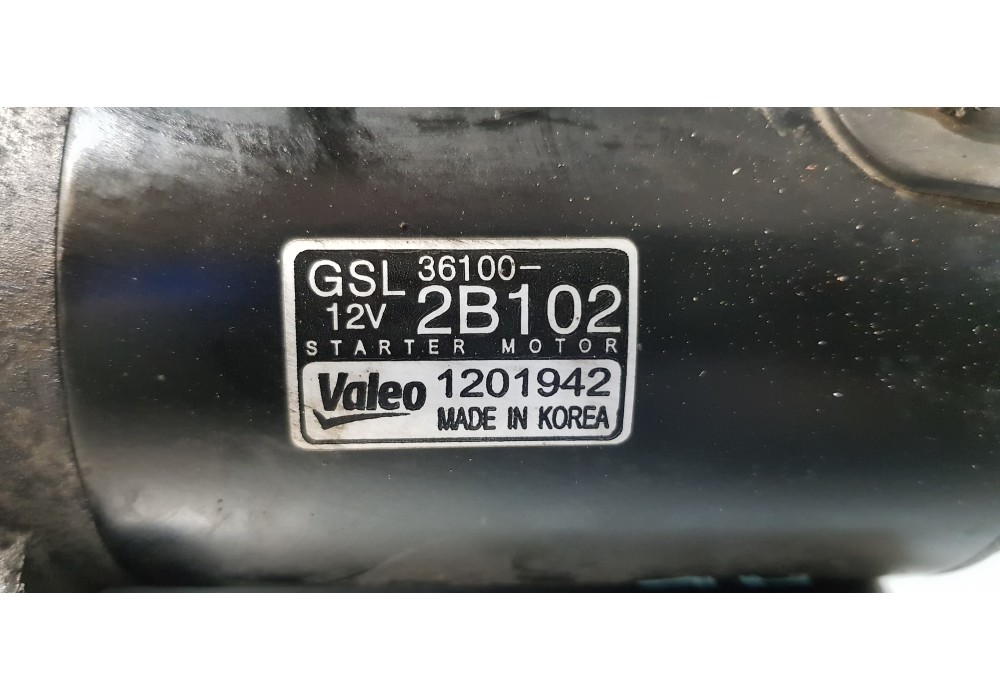 GSL 36100-
12V 2B102
STARTER MOTOR
Valeo 1201942
MADE IN KOREA